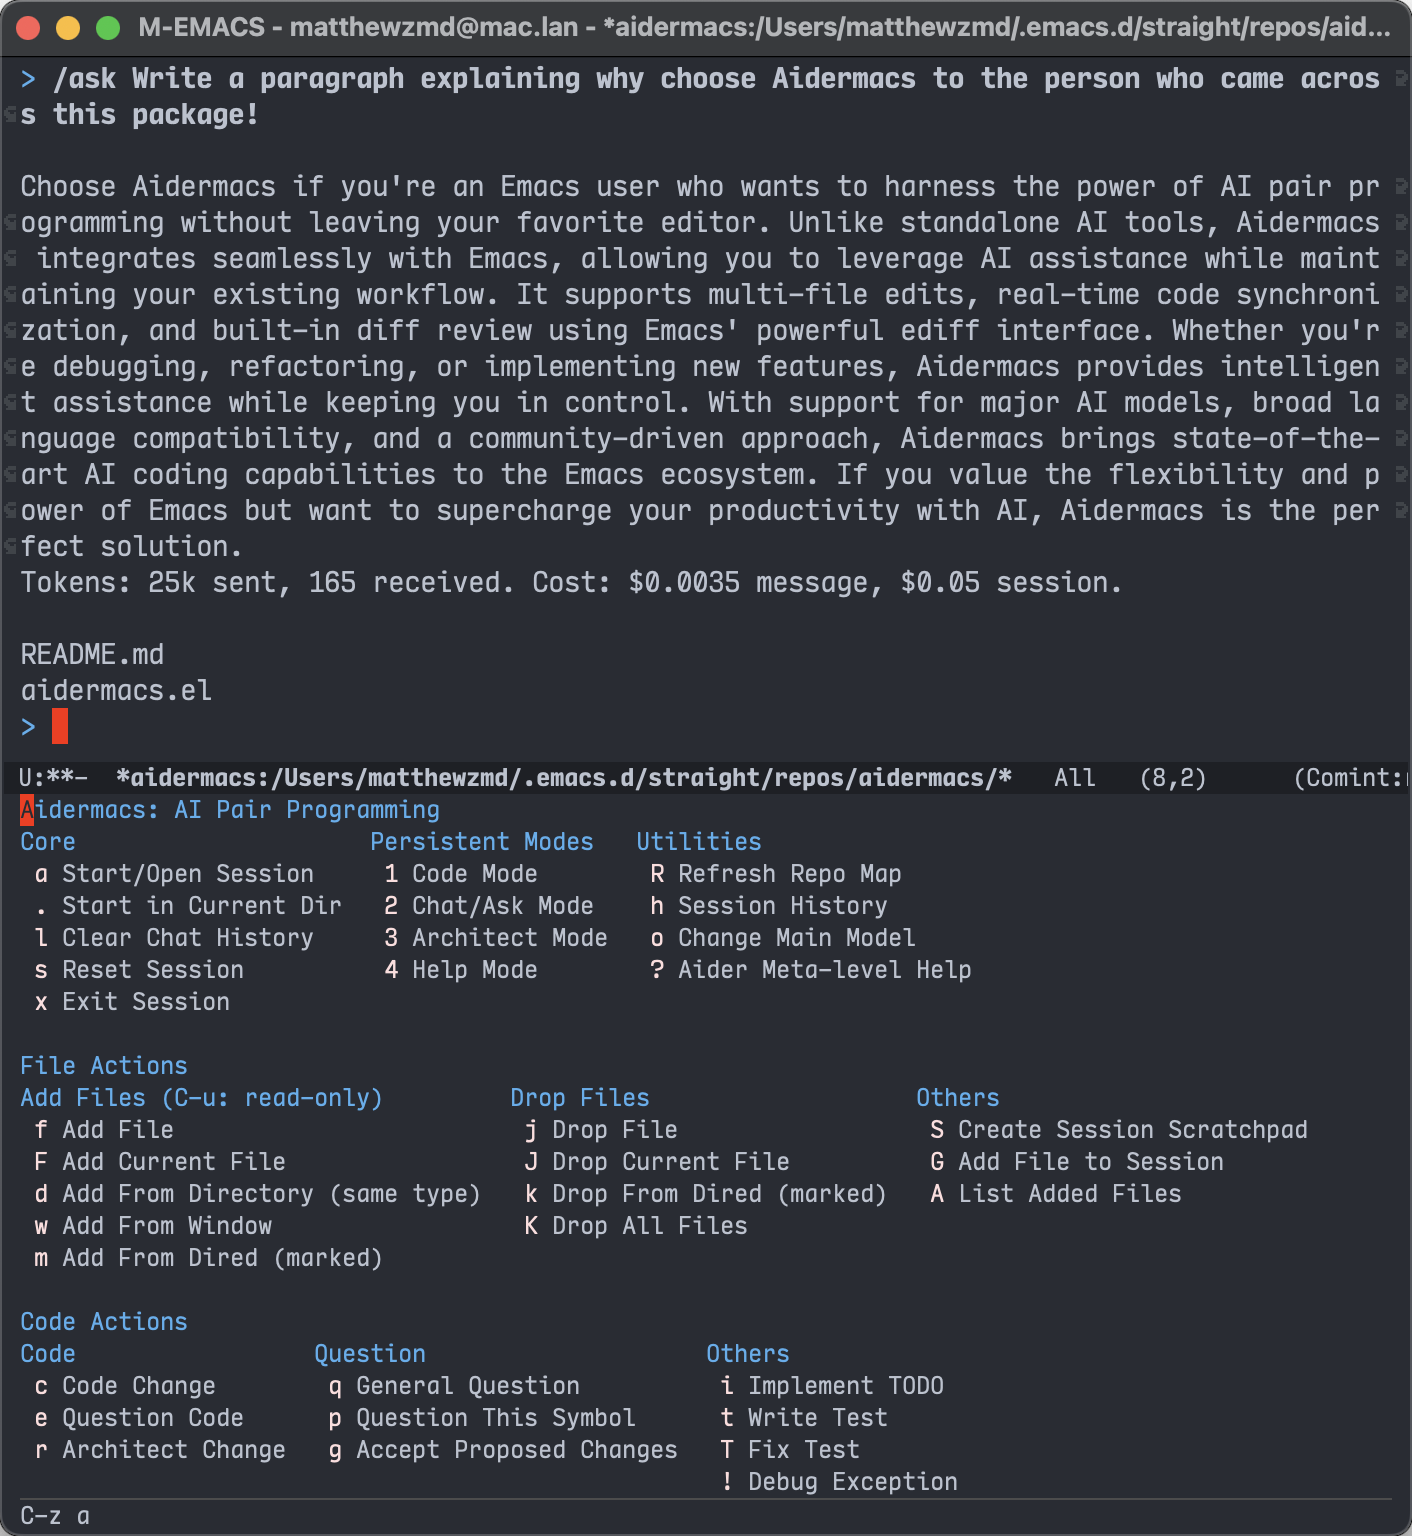 M-EMACS - matthewzmd@mac.lan - *aidermacs:/Users/matthewzmd/.emacs.d/straight/repos/aid...
> /ask Write a paragraph explaining why choose Aidermacs to the person who came acros
s this package!
Choose Aidermacs if you're an Emacs user who wants to harness the power of AI pair pr
ogramming without leaving your favorite editor. Unlike standalone AI tools, Aidermacs
 integrates seamlessly with Emacs, allowing you to leverage AI assistance while maint
aining your existing workflow. It supports multi-file edits, real-time code synchroni
zation, and built-in diff review using Emacs' powerful ediff interface. Whether you'r
e debugging, refactoring, or implementing new features, Aidermacs provides intelligen
t assistance while keeping you in control. With support for major AI models, broad la
nguage compatibility, and a community-driven approach, Aidermacs brings state-of-the-
art AI coding capabilities to the Emacs ecosystem. If you value the flexibility and p
ower of Emacs but want to supercharge your productivity with AI, Aidermacs is the per
fect solution.
Tokens: 25k sent, 165 received. Cost: $0.0035 message, $0.05 session.
README.md
aidermacs.el
>
U:**-  *aidermacs:/Users/matthewzmd/.emacs.d/straight/repos/aidermacs/*   All   (8,2)      (Comint:
Aidermacs: AI Pair Programming
Core                     Persistent Modes   Utilities
 a Start/Open Session     1 Code Mode        R Refresh Repo Map
 . Start in Current Dir   2 Chat/Ask Mode    h Session History
 l Clear Chat History     3 Architect Mode   o Change Main Model
 s Reset Session          4 Help Mode        ? Aider Meta-level Help
 x Exit Session
File Actions
Add Files (C-u: read-only)         Drop Files                   Others
 f Add File                         j Drop File                  S Create Session Scratchpad
 F Add Current File                 J Drop Current File          G Add File to Session
 d Add From Directory (same type)   k Drop From Dired (marked)   A List Added Files
 w Add From Window                  K Drop All Files
 m Add From Dired (marked)
Code Actions
Code                 Question                    Others
 c Code Change        q General Question          i Implement TODO
 e Question Code      p Question This Symbol      t Write Test
 r Architect Change   g Accept Proposed Changes   T Fix Test
 ! Debug Exception
C-z a